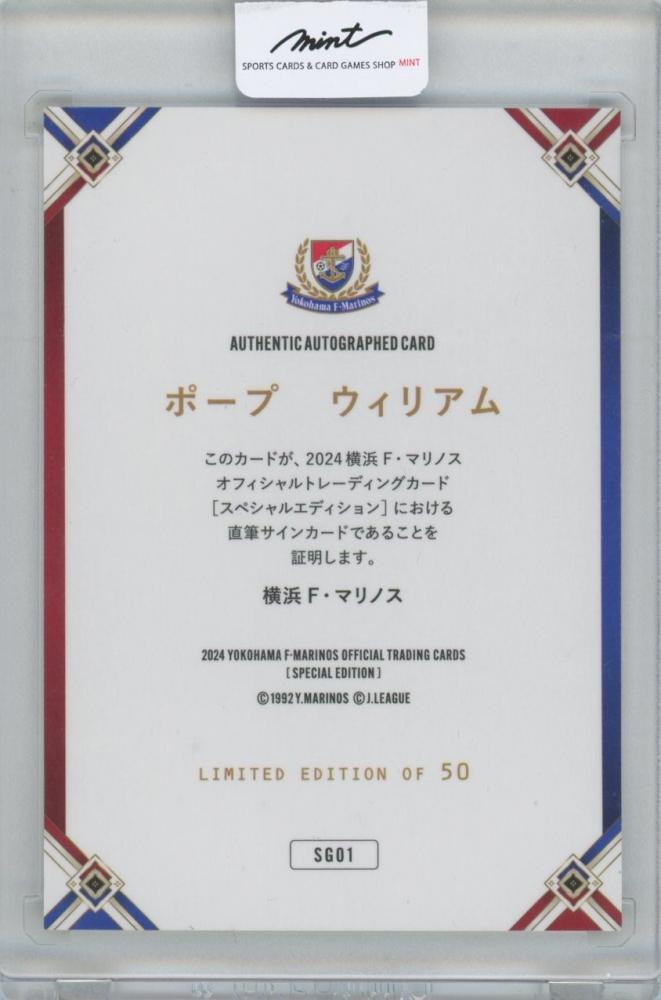 mint
SPORTS CARDS & CARD GAMES SHOP MINT
Yokohama F·Marinos
AUTHENTIC AUTOGRAPHED CARD
ポープ　ウィリアム
このカードが、2024 横浜 F・マリノス
オフィシャルトレーディングカード
[スペシャルエディション] における
直筆サインカードであることを
証明します。
横浜 F・マリノス
2024 YOKOHAMA F·MARINOS OFFICIAL TRADING CARDS
[SPECIAL EDITION]
©1992 Y.MARINOS ©J.LEAGUE
LIMITED EDITION OF 50
SG01